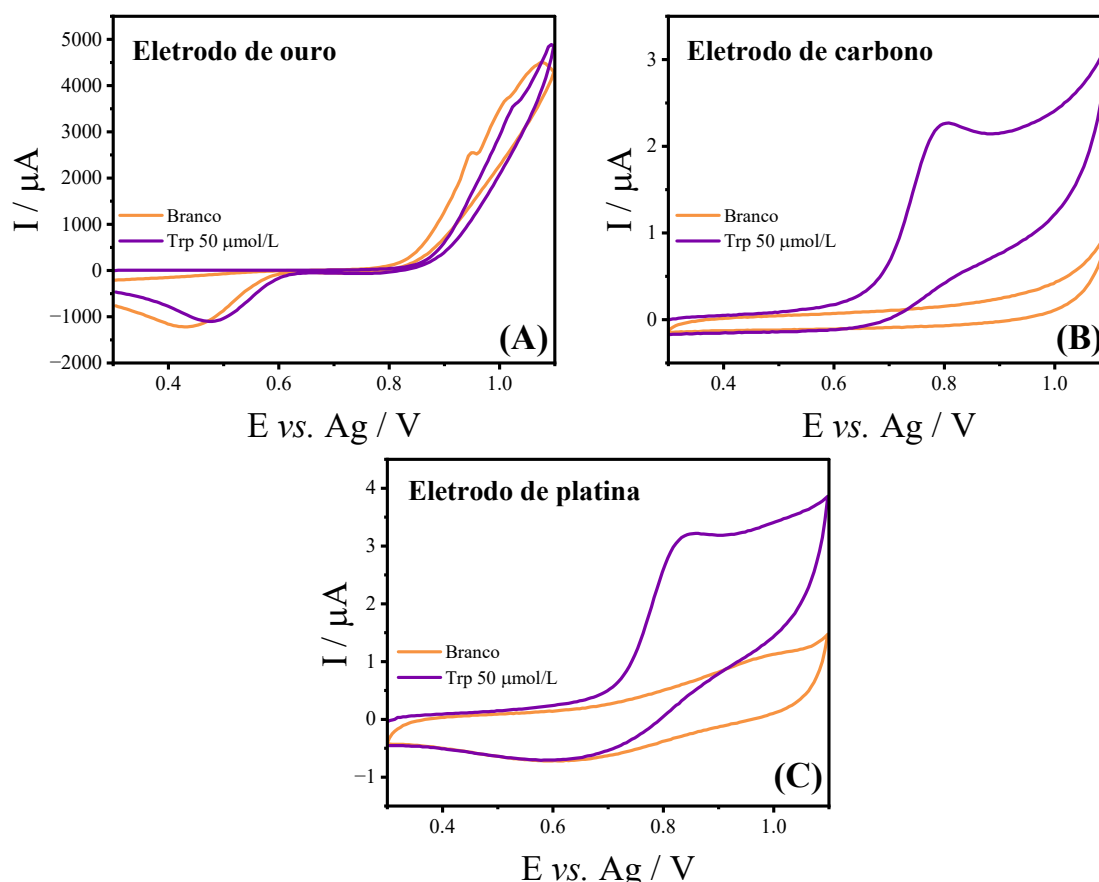 Eletrodo de ouro
5000
4000
3000
2000
1000
0
−1000
−2000
I / μA
Branco
Trp 50 μmol/L
(A)
0.4 0.6 0.8 1.0
E vs. Ag / V
Eletrodo de carbono
3
2
1
0
I / μA
Branco
Trp 50 μmol/L
(B)
0.4 0.6 0.8 1.0
E vs. Ag / V
Eletrodo de platina
4
3
2
1
0
−1
I / μA
Branco
Trp 50 μmol/L
(C)
0.4 0.6 0.8 1.0
E vs. Ag / V